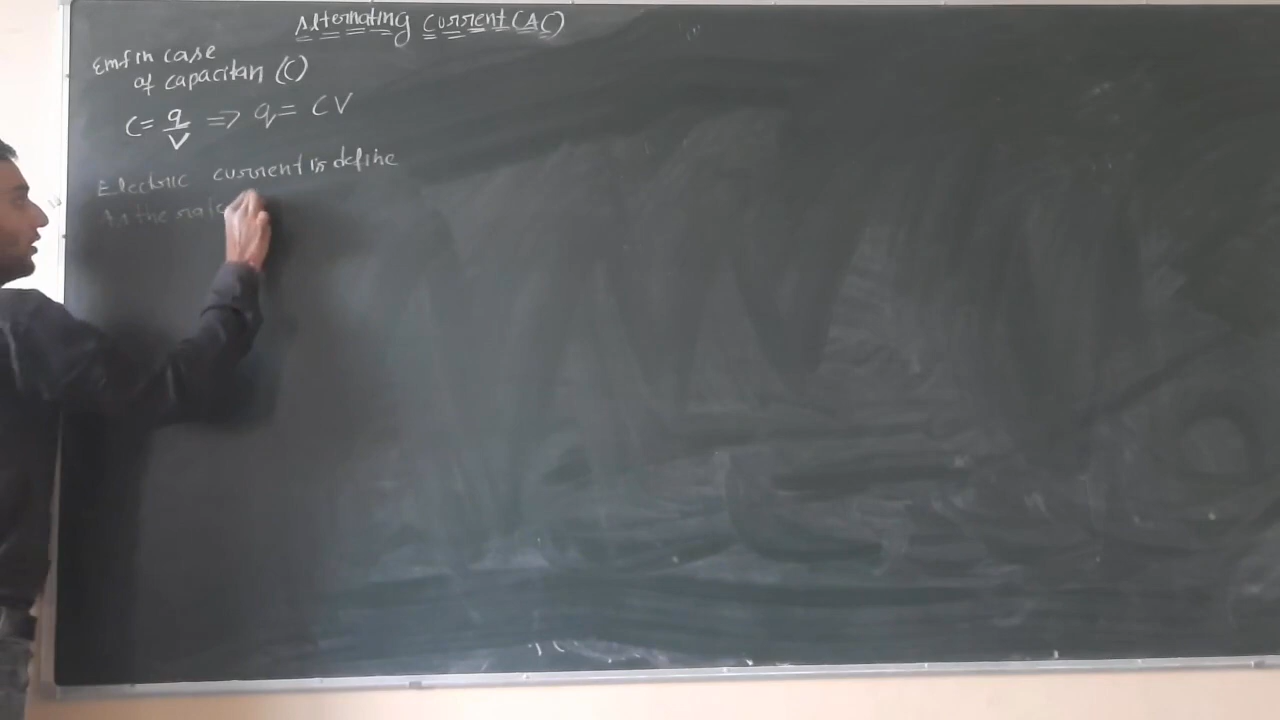 Alternating Current (AC)
Emf in case
of capacitan (C)
C = q/V => q = CV
Electric current is define
As the rate